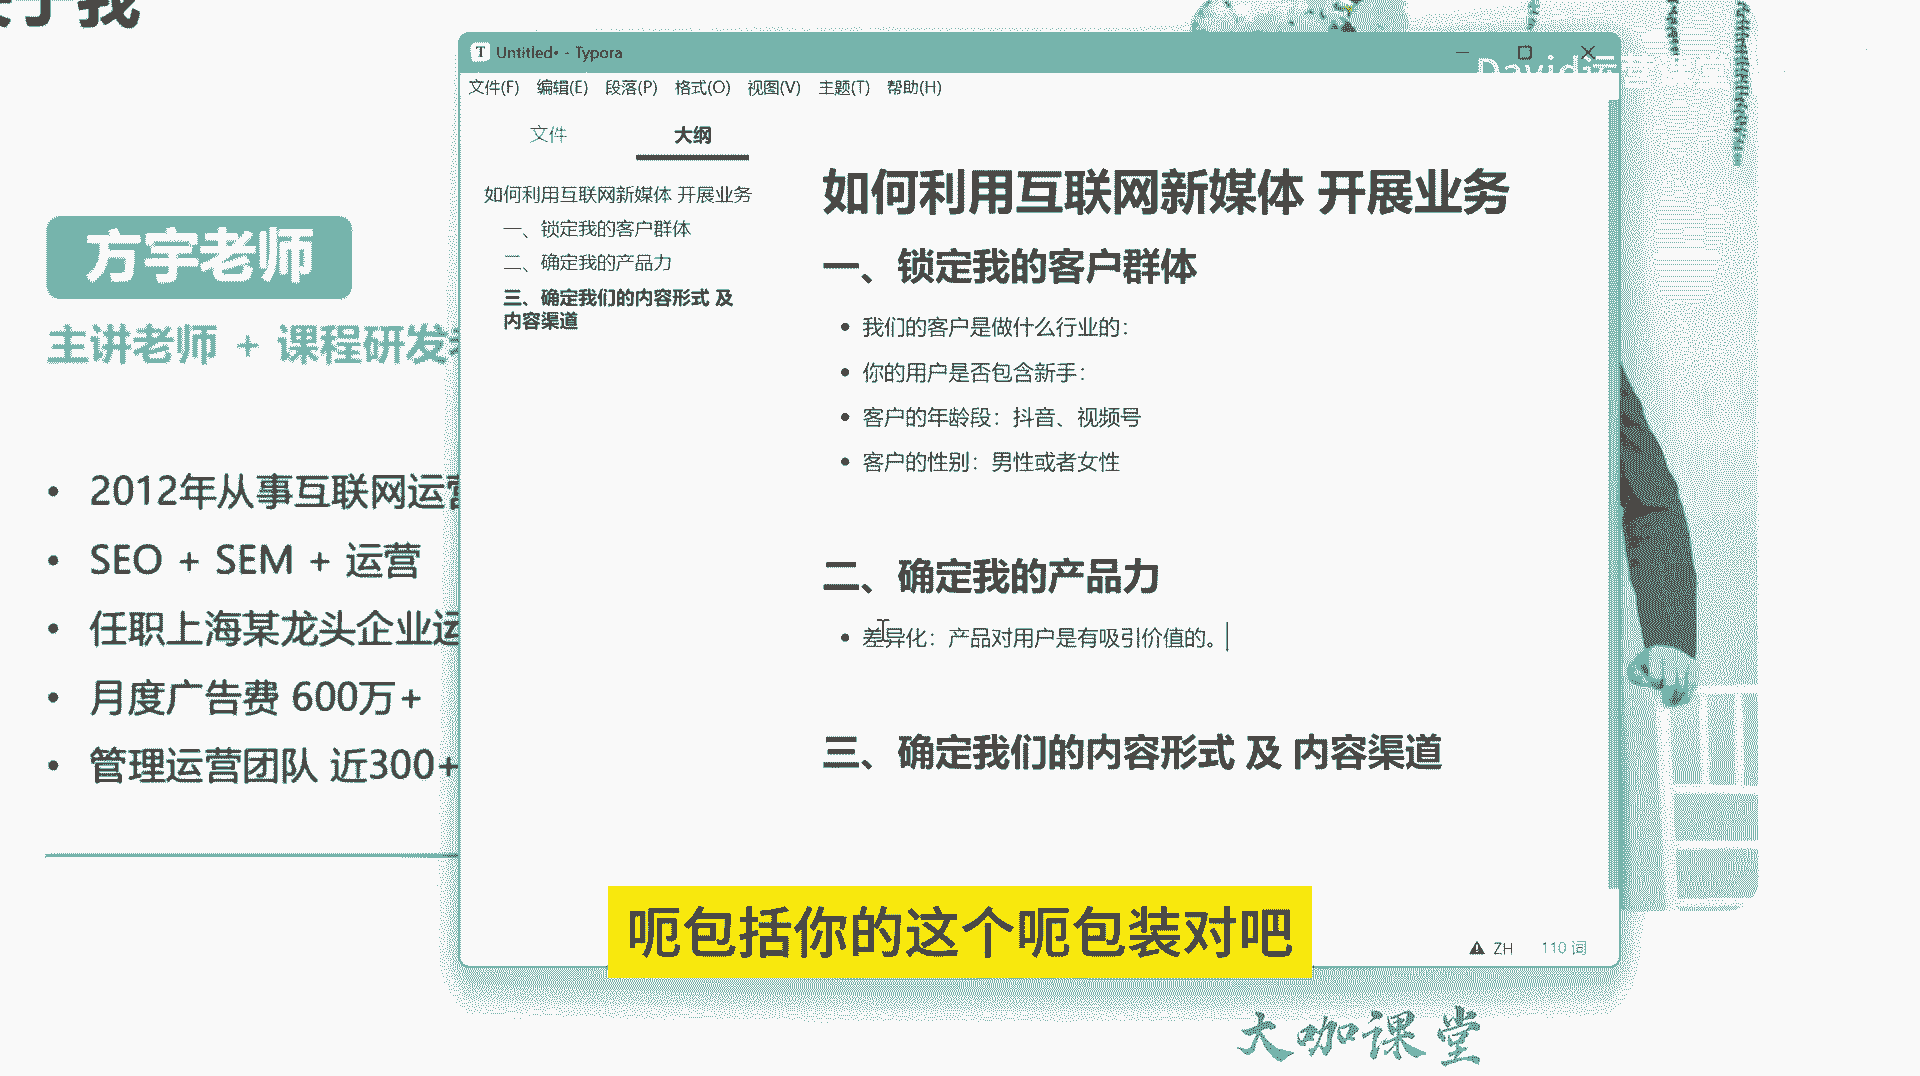 于我
方宇老师
主讲老师 + 课程研发
2012年从事互联网运营
SEO + SEM + 运营
任职上海某龙头企业运
月度广告费 600万+
管理运营团队 近300+
Untitled• - Typora
David运营
文件(F) 编辑(E) 段落(P) 格式(O) 视图(V) 主题(T) 帮助(H)
文件 大纲
如何利用互联网新媒体 开展业务
一、锁定我的客户群体
二、确定我的产品力
三、确定我们的内容形式 及
内容渠道
如何利用互联网新媒体 开展业务
一、锁定我的客户群体
我们的客户是做什么行业的：
你的用户是否包含新手：
客户的年龄段：抖音、视频号
客户的性别：男性或者女性
二、确定我的产品力
差异化：产品对用户是有吸引价值的。
三、确定我们的内容形式 及 内容渠道
呃包括你的这个呃包装对吧
ZH 110 词
大咖课堂